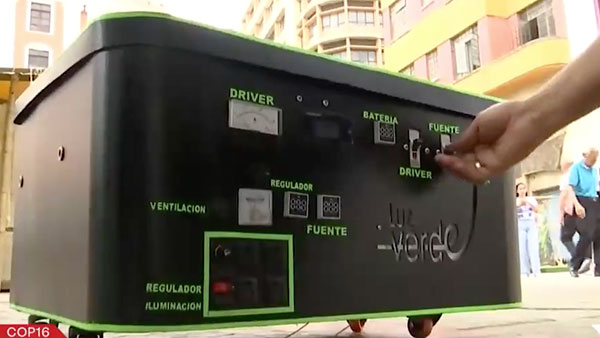 DRIVER
BATERIA
FUENTE
DRIVER
REGULADOR
VENTILACION
FUENTE
Luz
verde
REGULADOR
ILUMINACION
COP16